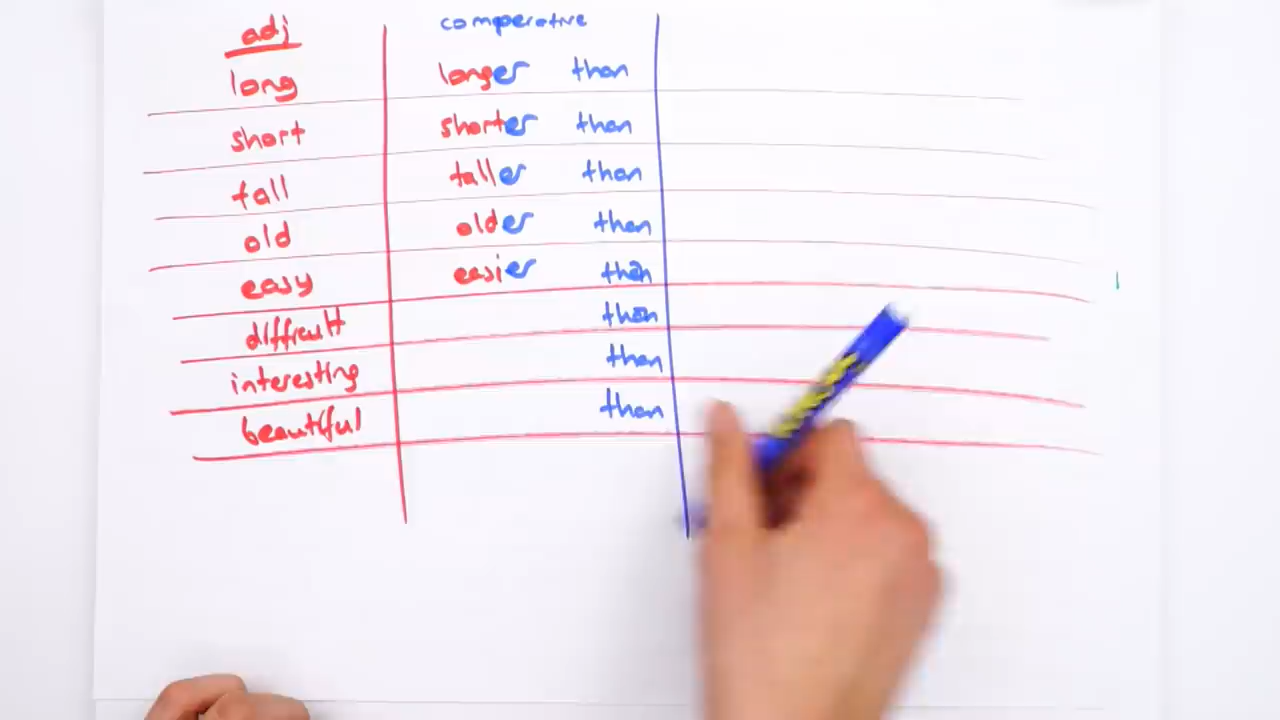 adj comperative
long longer than
short shorter than
tall taller than
old older than
easy easier than
difficult than
interesting than
beautiful than